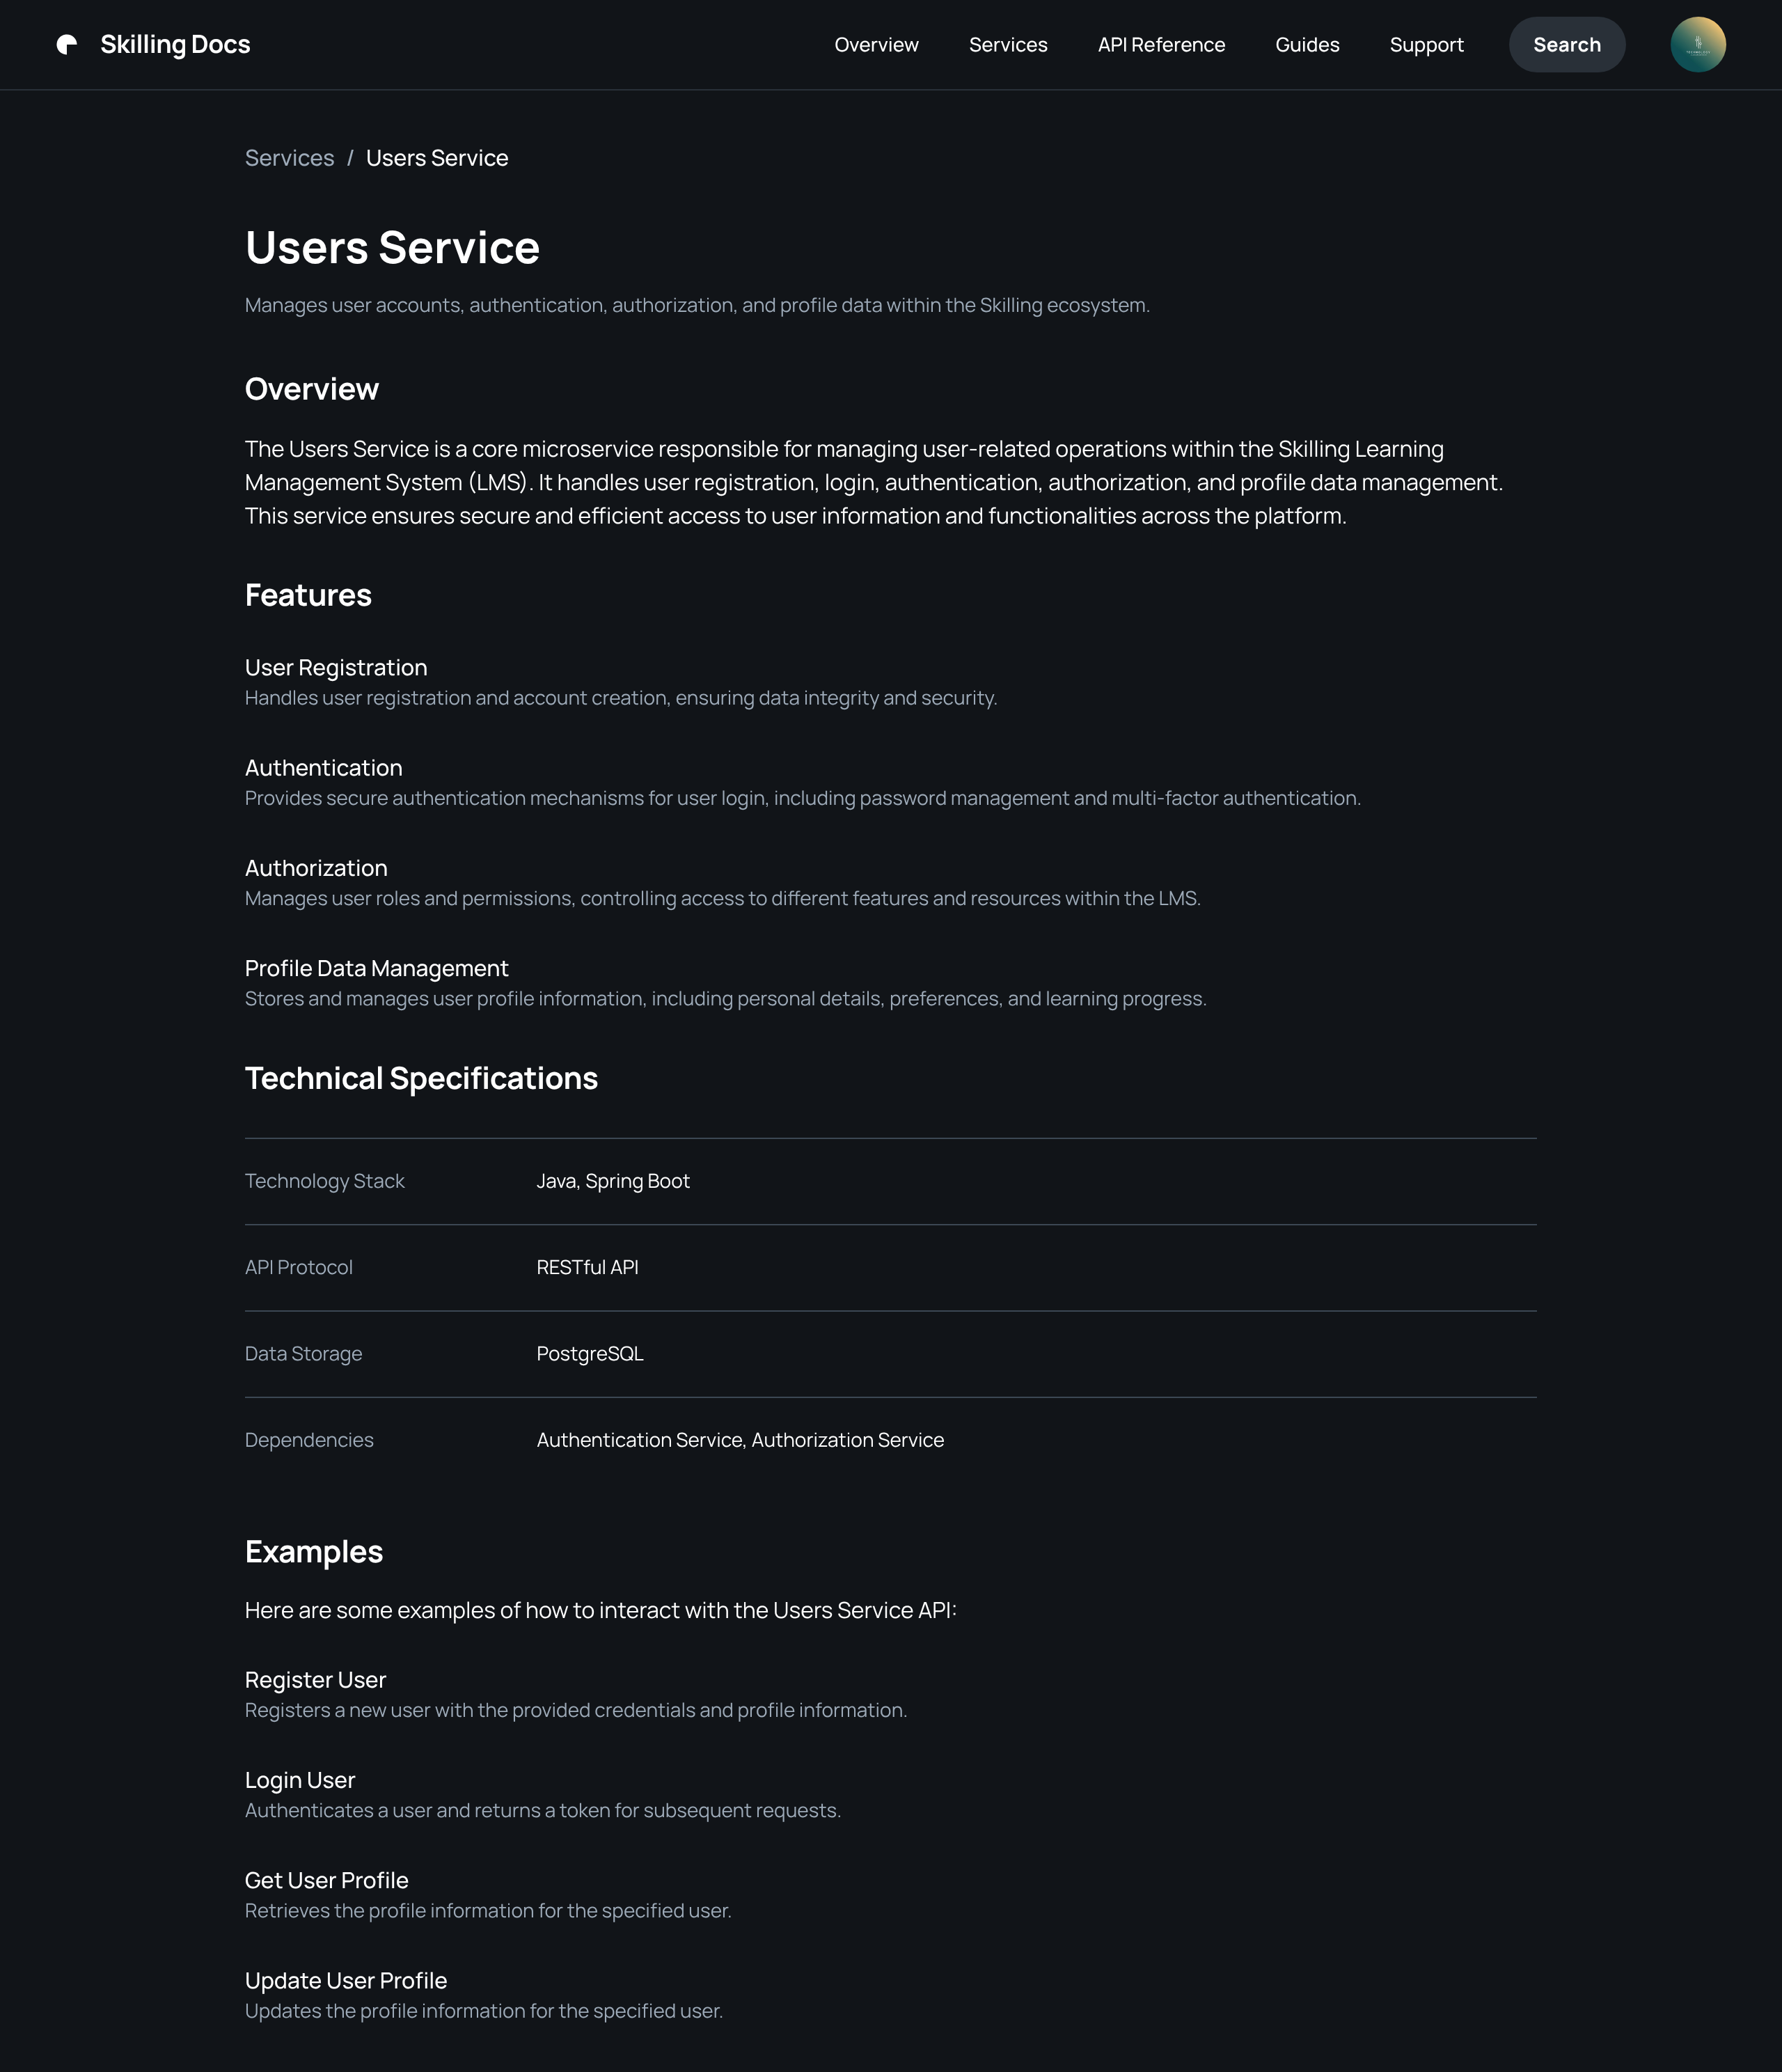 Skilling Docs
Overview
Services
API Reference
Guides
Support
Search
Services / Users Service
Users Service
Manages user accounts, authentication, authorization, and profile data within the Skilling ecosystem.
Overview
The Users Service is a core microservice responsible for managing user-related operations within the Skilling Learning
Management System (LMS). It handles user registration, login, authentication, authorization, and profile data management.
This service ensures secure and efficient access to user information and functionalities across the platform.
Features
User Registration
Handles user registration and account creation, ensuring data integrity and security.
Authentication
Provides secure authentication mechanisms for user login, including password management and multi-factor authentication.
Authorization
Manages user roles and permissions, controlling access to different features and resources within the LMS.
Profile Data Management
Stores and manages user profile information, including personal details, preferences, and learning progress.
Technical Specifications
Technology Stack Java, Spring Boot
API Protocol RESTful API
Data Storage PostgreSQL
Dependencies Authentication Service, Authorization Service
Examples
Here are some examples of how to interact with the Users Service API:
Register User
Registers a new user with the provided credentials and profile information.
Login User
Authenticates a user and returns a token for subsequent requests.
Get User Profile
Retrieves the profile information for the specified user.
Update User Profile
Updates the profile information for the specified user.